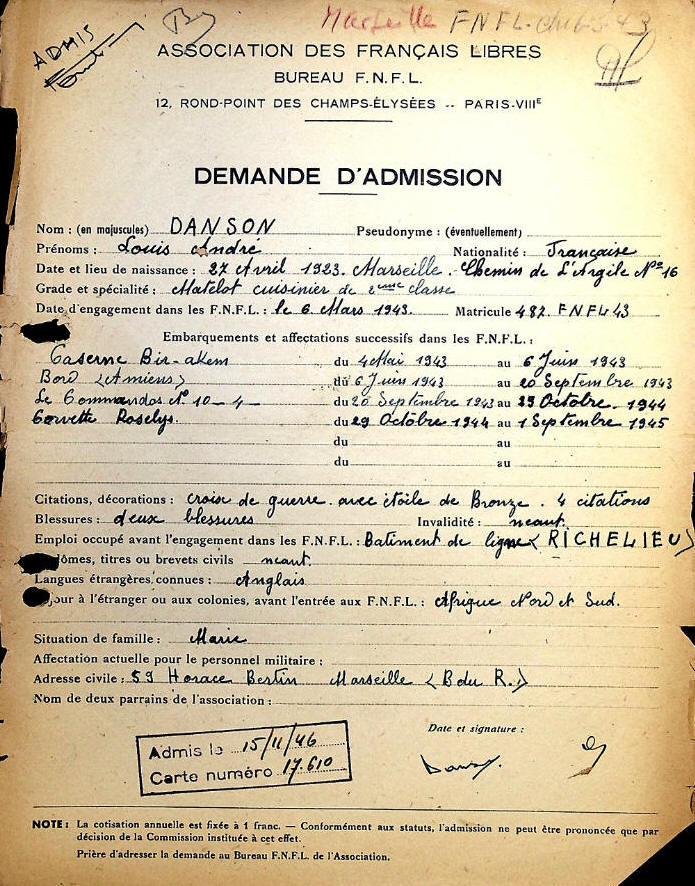 ADMIS
Marseille FNFL
ASSOCIATION DES FRANÇAIS LIBRES
BUREAU F.N.F.L.
12, ROND-POINT DES CHAMPS-ÉLYSÉES -- PARIS-VIIIE
DEMANDE D'ADMISSION
Nom : (en majuscules) DANSON Pseudonyme : (éventuellement)
Prénoms : Louis André Nationalité : Française
Date et lieu de naissance : 27 Avril 1923. Marseille. Chemin de L'Argile No 16
Grade et spécialité : Matelot cuisinier de 2eme classe
Date d'engagement dans les F.N.F.L. : le 6 Mars 1943. Matricule 482. FNFL 43
Embarquements et affectations successifs dans les F.N.F.L. :
Caserne Bir-akem du 4 Mai 1943 au 6 Juin 1943
Bord <Amiens> du 6 Juin 1943 au 20 Septembre 1943
Le Commandos No 10-4- du 20 Septembre 1943 au 29 Octobre. 1944
Corvette Roselys. du 29 Octobre 1944 au 1 Septembre 1945
du au
du au
Citations, décorations : croix de guerre. avec étoile de Bronze. 4 citations
Blessures : deux blessures Invalidité : neant.
Emploi occupé avant l'engagement dans les F.N.F.L. : Batiment de ligne <RICHELIEU>
lômes, titres ou brevets civils neant.
Langues étrangères connues : Anglais
jour à l'étranger ou aux colonies, avant l'entrée aux F.N.F.L. : Afrique Nord et Sud.
Situation de famille : Marie
Affectation actuelle pour le personnel militaire :
Adresse civile : 59 Horace Bertin Marseille <B du R.>
Nom de deux parrains de l'association :
Date et signature :
Admis le 15/11/46
Carte numéro 17.610
NOTE : La cotisation annuelle est fixée à 1 franc. — Conformément aux statuts, l'admission ne peut être prononcée que par
décision de la Commission instituée à cet effet.
Prière d'adresser la demande au Bureau F.N.F.L. de l'Association.